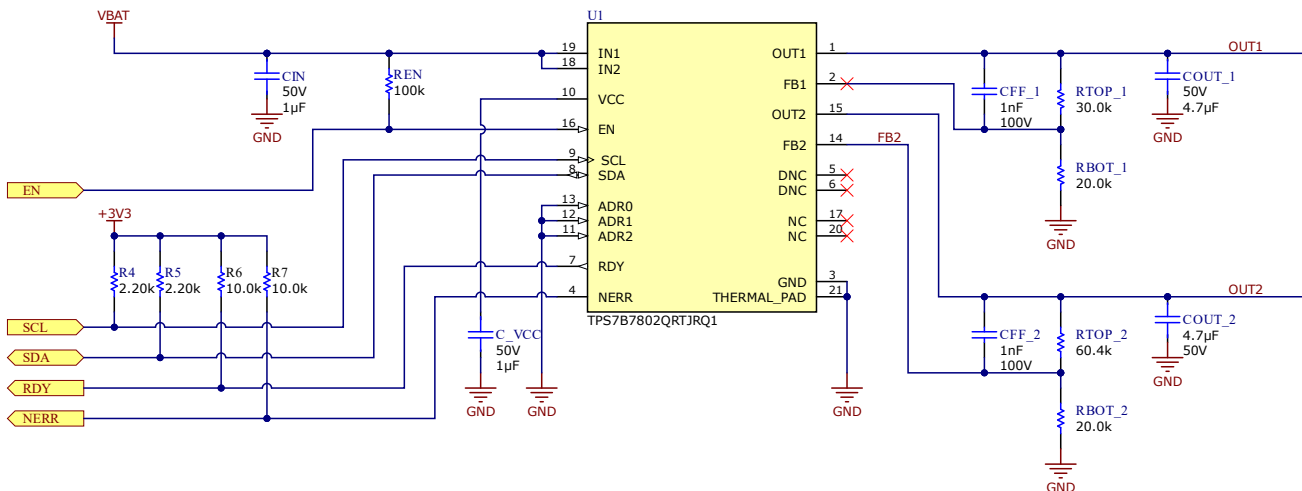 VBAT
U1
CIN
50V
1µF
GND
REN
100k
19
IN1
18
IN2
10
VCC
16
EN
9
SCL
8
SDA
13
ADR0
12
ADR1
11
ADR2
7
RDY
4
NERR
OUT1
1
FB1
2
OUT2
15
FB2
14
FB2
DNC
5
DNC
6
NC
17
NC
20
GND
3
THERMAL_PAD
21
TPS7B7802QRTJRQ1
EN
+3V3
R4
2.20k
R5
2.20k
R6
10.0k
R7
10.0k
SCL
SDA
RDY
NERR
C_VCC
50V
1µF
GND
GND
GND
OUT1
CFF_1
1nF
100V
RTOP_1
30.0k
COUT_1
50V
4.7µF
GND
RBOT_1
20.0k
GND
OUT2
CFF_2
1nF
100V
RTOP_2
60.4k
COUT_2
4.7µF
50V
GND
RBOT_2
20.0k
GND